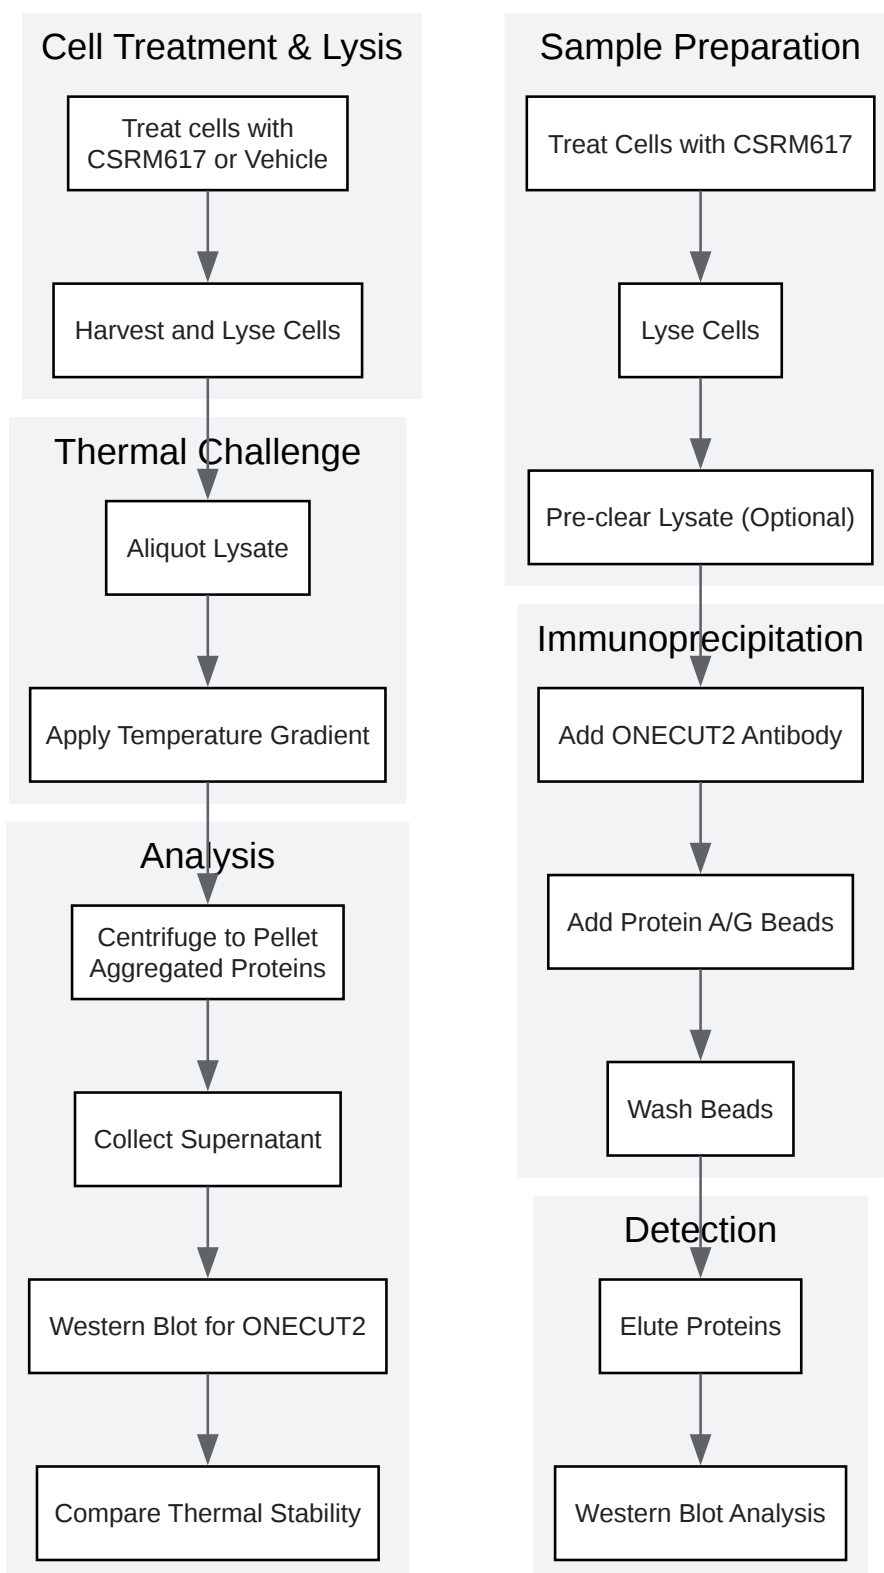 Cell Treatment & Lysis
Treat cells with
CSRM617 or Vehicle
Harvest and Lyse Cells
Thermal Challenge
Aliquot Lysate
Apply Temperature Gradient
Analysis
Centrifuge to Pellet
Aggregated Proteins
Collect Supernatant
Western Blot for ONECUT2
Compare Thermal Stability
Sample Preparation
Treat Cells with CSRM617
Lyse Cells
Pre-clear Lysate (Optional)
Immunoprecipitation
Add ONECUT2 Antibody
Add Protein A/G Beads
Wash Beads
Detection
Elute Proteins
Western Blot Analysis